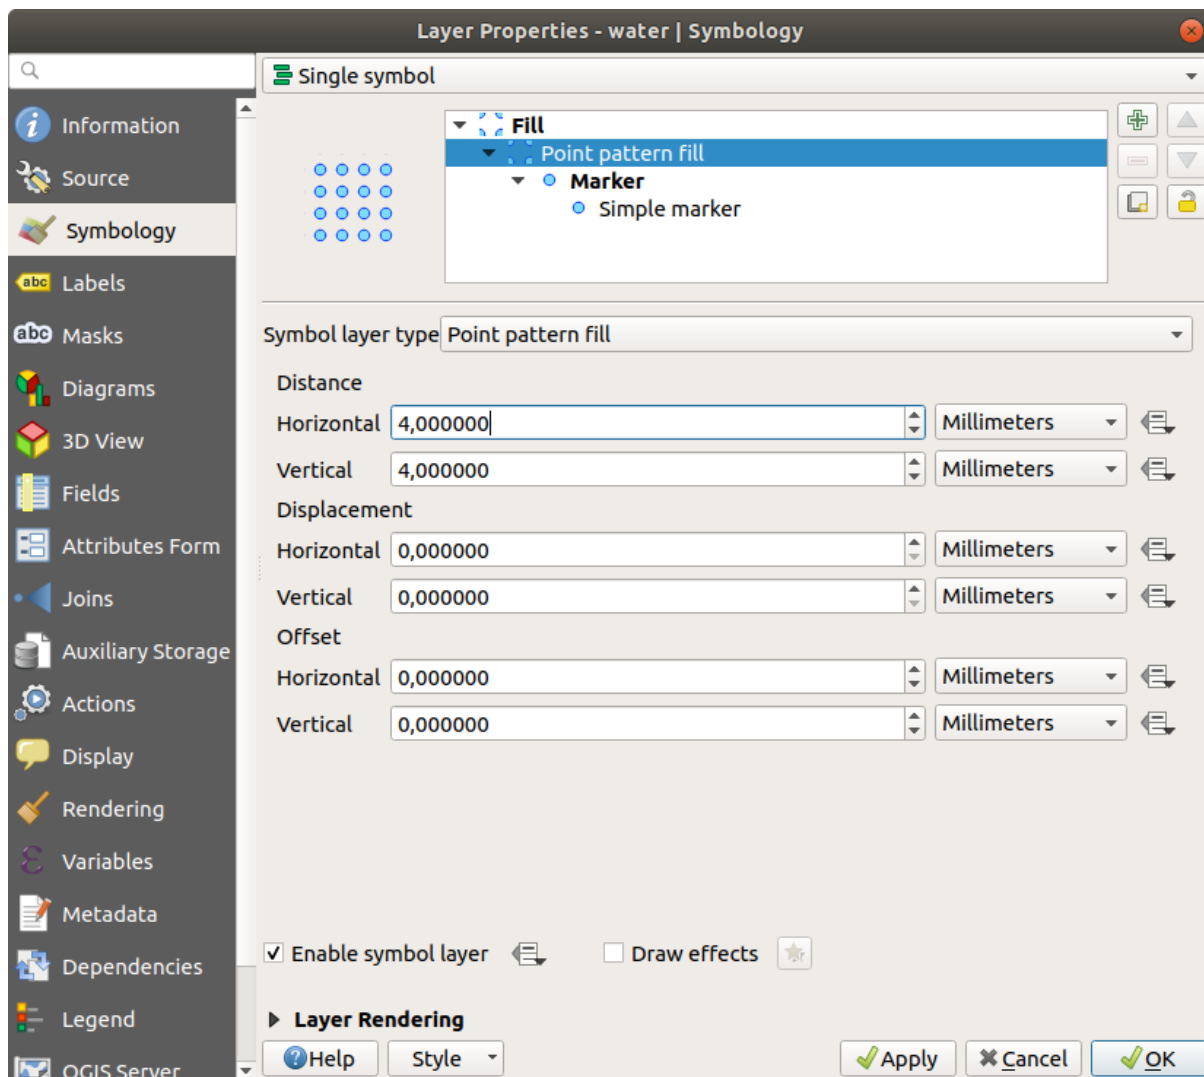 Layer Properties - water | Symbology
Single symbol
Information
Source
Symbology
Labels
Masks
Diagrams
3D View
Fields
Attributes Form
Joins
Auxiliary Storage
Actions
Display
Rendering
Variables
Metadata
Dependencies
Legend
QGIS Server
Fill
Point pattern fill
Marker
Simple marker
Symbol layer type Point pattern fill
Distance
Horizontal 4,000000 Millimeters
Vertical 4,000000 Millimeters
Displacement
Horizontal 0,000000 Millimeters
Vertical 0,000000 Millimeters
Offset
Horizontal 0,000000 Millimeters
Vertical 0,000000 Millimeters
Enable symbol layer Draw effects
Layer Rendering
Help Style Apply Cancel OK